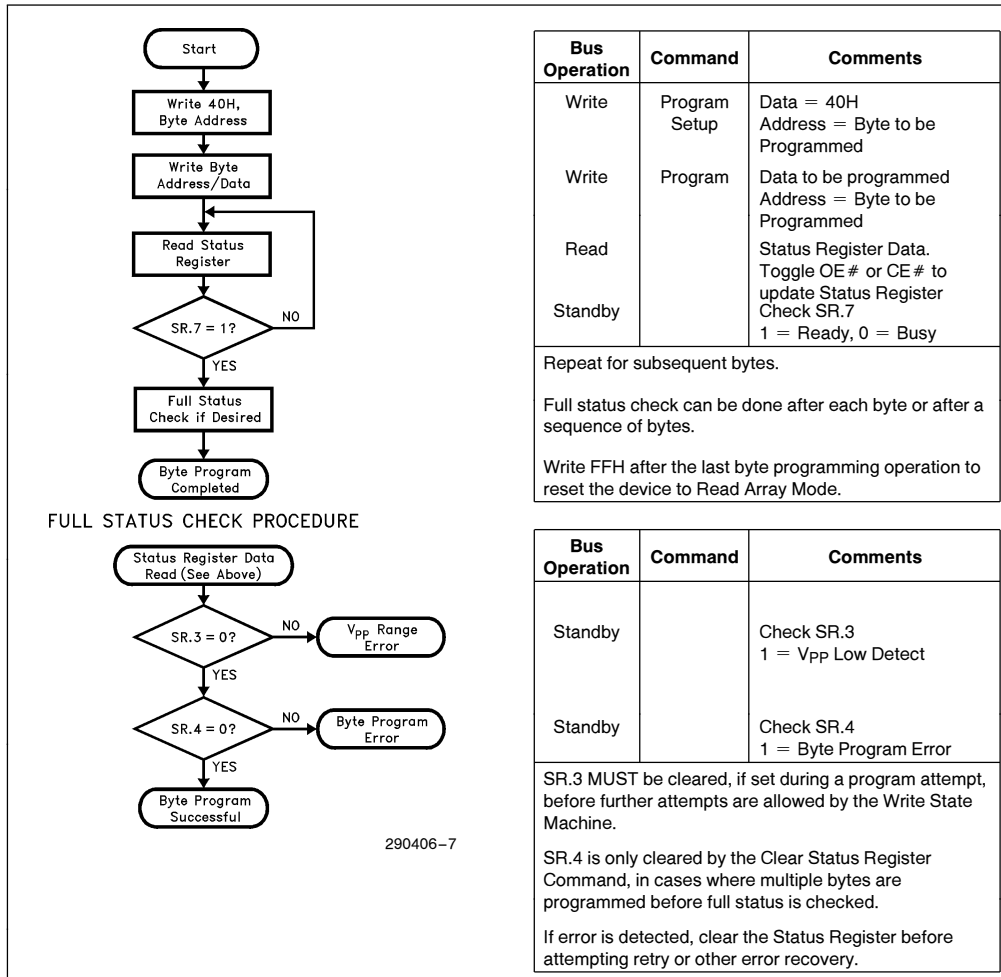 Start
Write 40H,
Byte Address
Write Byte
Address/Data
Read Status
Register
SR.7 = 1?
NO
YES
Full Status
Check if Desired
Byte Program
Completed
Bus
Operation
Command
Comments
Write
Program
Setup
Data = 40H
Address = Byte to be
Programmed
Write
Program
Data to be programmed
Address = Byte to be
Programmed
Read
Status Register Data.
Toggle OE# or CE# to
update Status Register
Standby
Check SR.7
1 = Ready, 0 = Busy
Repeat for subsequent bytes.
Full status check can be done after each byte or after a
sequence of bytes.
Write FFH after the last byte programming operation to
reset the device to Read Array Mode.
FULL STATUS CHECK PROCEDURE
Status Register Data
Read (See Above)
SR.3 = 0?
NO
VPP Range
Error
YES
SR.4 = 0?
NO
Byte Program
Error
YES
Byte Program
Successful
290406–7
Bus
Operation
Command
Comments
Standby
Check SR.3
1 = VPP Low Detect
Standby
Check SR.4
1 = Byte Program Error
SR.3 MUST be cleared, if set during a program attempt,
before further attempts are allowed by the Write State
Machine.
SR.4 is only cleared by the Clear Status Register
Command, in cases where multiple bytes are
programmed before full status is checked.
If error is detected, clear the Status Register before
attempting retry or other error recovery.